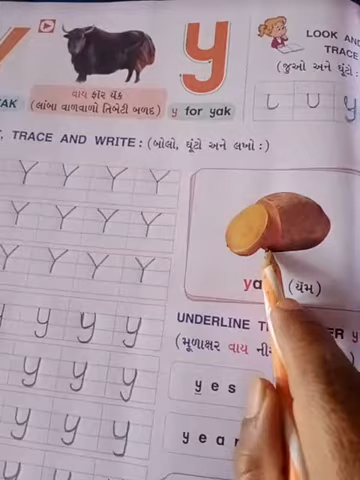 y
AK
વાય ફૉર યૅક
(લાંબા વાળવાળો તિબેટી બળદ)
y
y for yak
LOOK AND
TRACE
(જુઓ અને ઘૂંટો:
y
TRACE AND WRITE: (બોલો, ઘૂંટો અને લખો:)
Y Y Y Y
Y Y Y Y
Y Y Y Y
y y y
y y y
y y y
ya
(યૅમ)
UNDERLINE
ER y
(મૂળાક્ષર વાય
yes
year